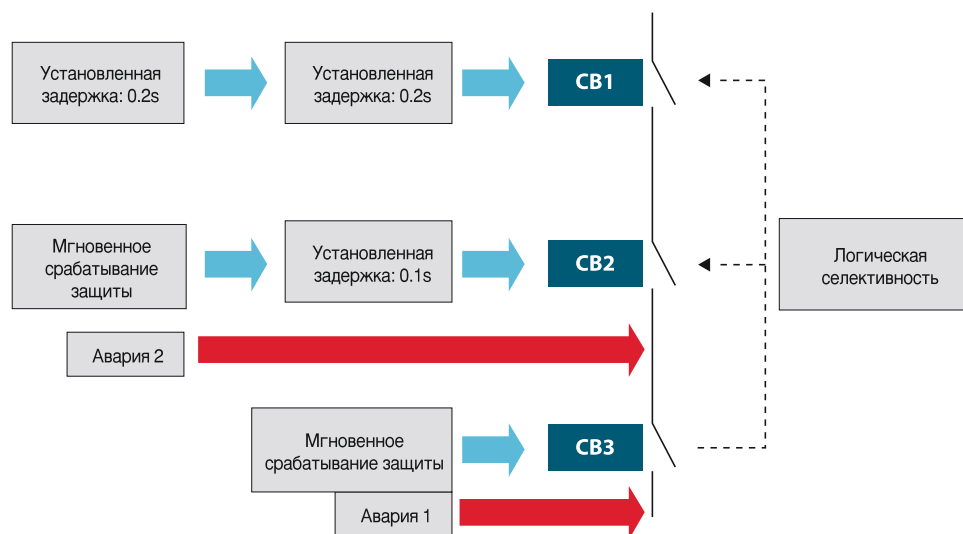 Установленная
задержка: 0.2s
Установленная
задержка: 0.2s
CB1
Мгновенное
срабатывание
защиты
Установленная
задержка: 0.1s
CB2
Логическая
селективность
Авария 2
Мгновенное
срабатывание защиты
CB3
Авария 1